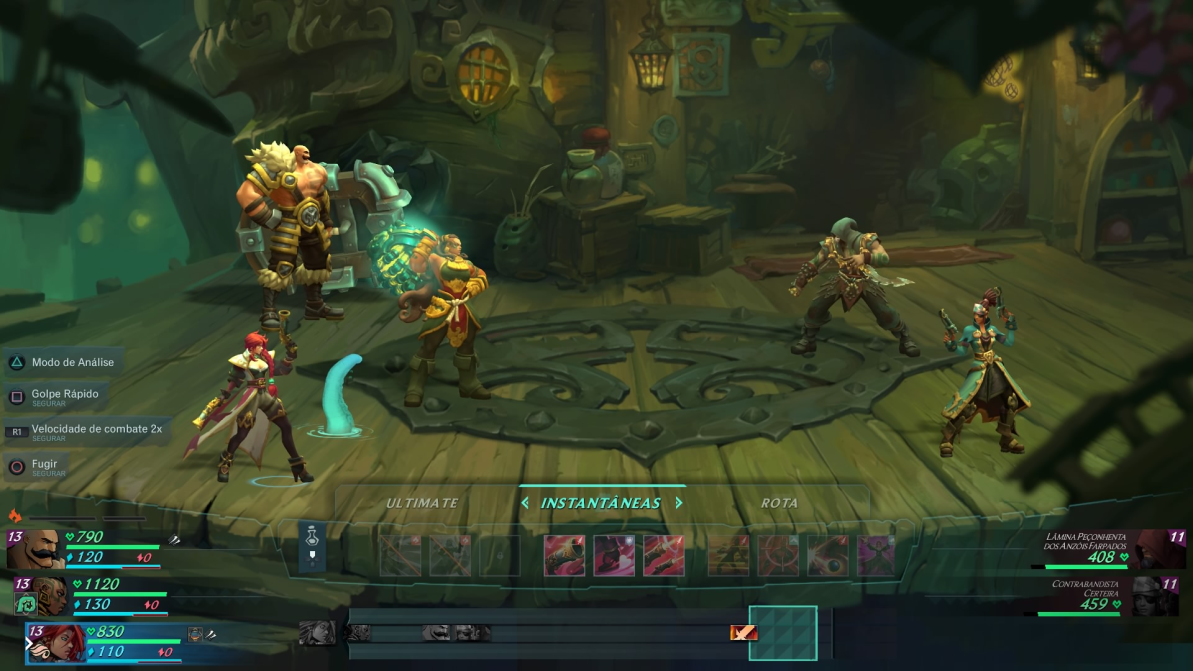 Modo de Análise
Golpe Rápido
SEGURAR
R1
Velocidade de combate 2x
SEGURAR
Fugir
SEGURAR
ULTIMATE
INSTANTÂNEAS
ROTA
13
790
120
0
13
1120
130
0
13
830
110
0
LÂMINA PEÇONHENTA
DOS ANZÓIS FARPADOS
11
408
CONTRABANDISTA
CERTEIRA
11
459